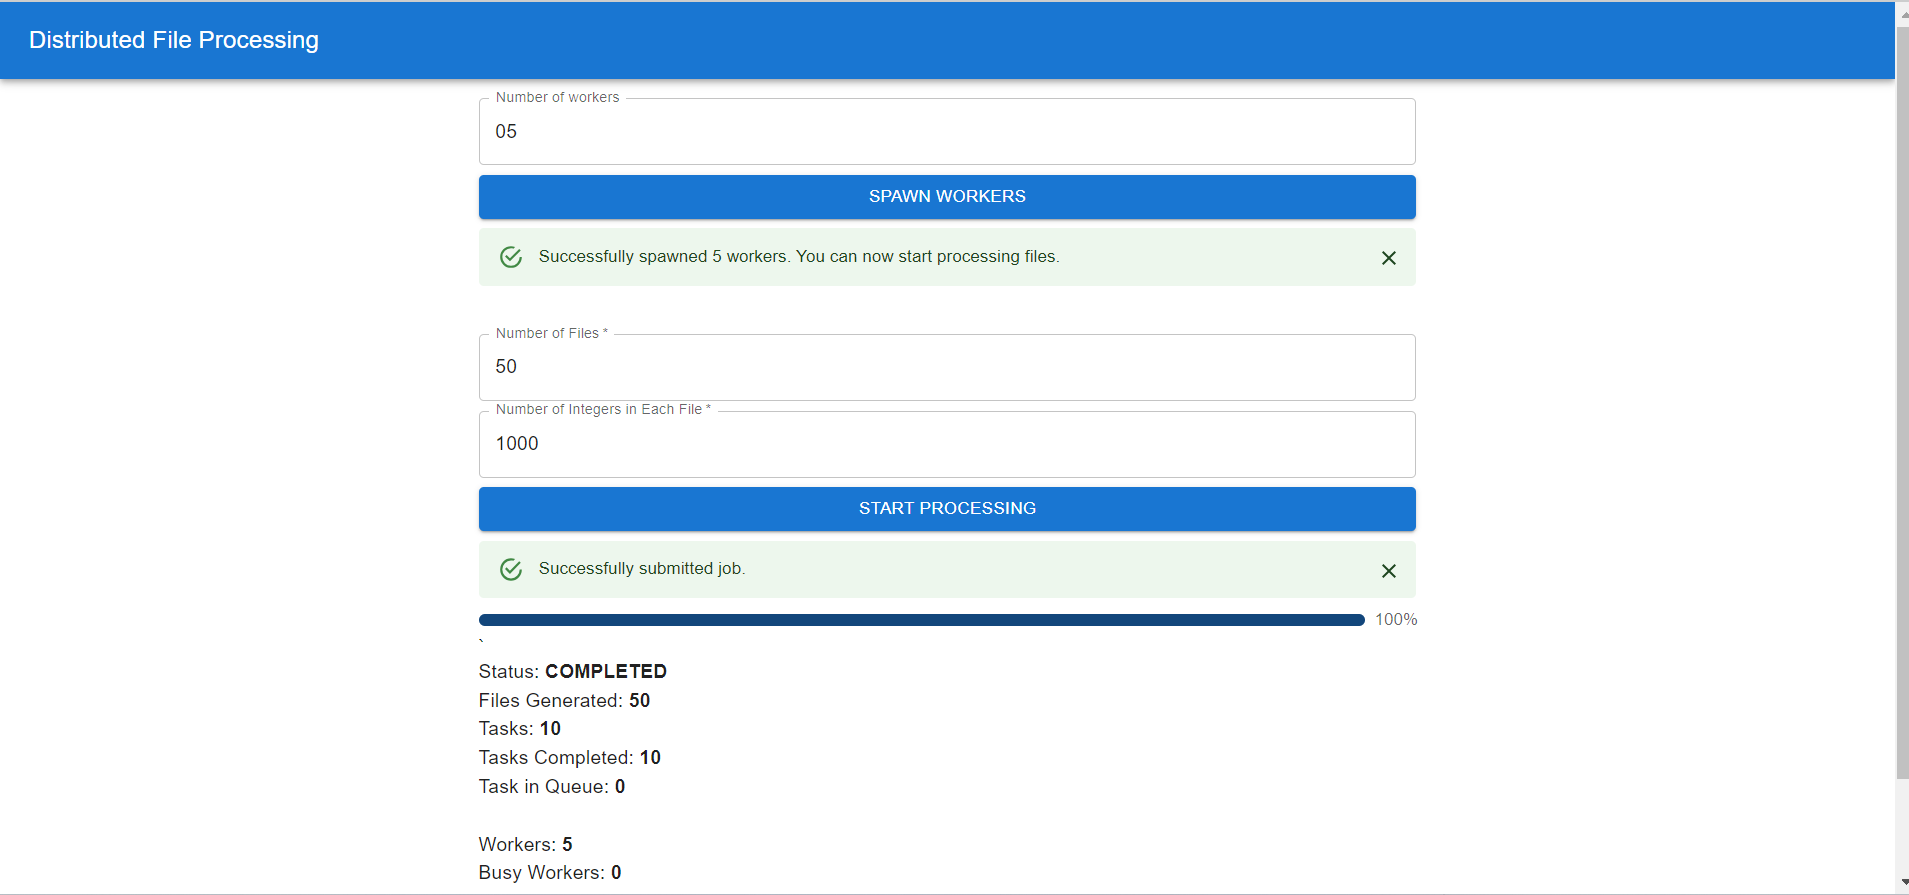 Distributed File Processing
Number of workers
05
SPAWN WORKERS
Successfully spawned 5 workers. You can now start processing files.
Number of Files *
50
Number of Integers in Each File *
1000
START PROCESSING
Successfully submitted job.
100%
`
Status: COMPLETED
Files Generated: 50
Tasks: 10
Tasks Completed: 10
Task in Queue: 0
Workers: 5
Busy Workers: 0